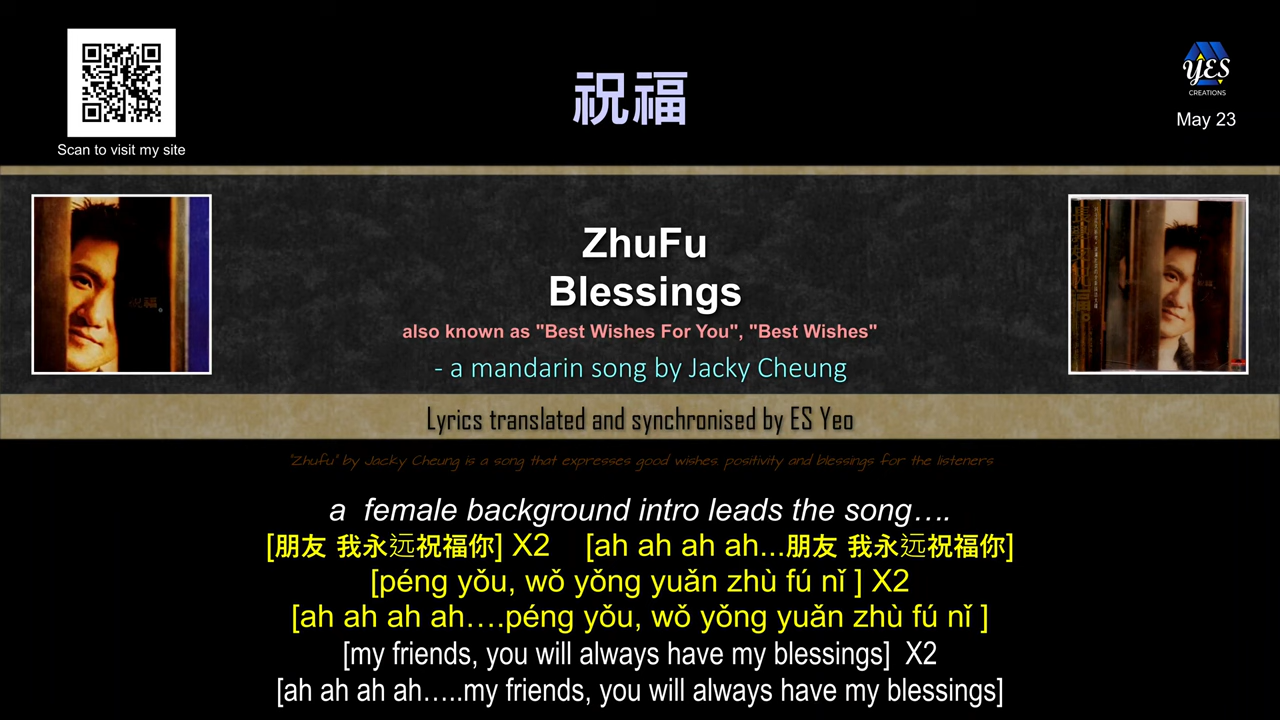 祝福
YES
CREATIONS
May 23
Scan to visit my site
祝福
ZhuFu
Blessings
also known as "Best Wishes For You", "Best Wishes"
- a mandarin song by Jacky Cheung
Lyrics translated and synchronised by ES Yeo
"Zhufu" by Jacky Cheung is a song that expresses good wishes, positivity and blessings for the listeners
a  female background intro leads the song….
[朋友 我永远祝福你] X2    [ah ah ah ah...朋友 我永远祝福你]
[péng yǒu, wǒ yǒng yuǎn zhù fú nǐ ] X2
[ah ah ah ah….péng yǒu, wǒ yǒng yuǎn zhù fú nǐ ]
[my friends, you will always have my blessings]  X2
[ah ah ah ah…..my friends, you will always have my blessings]